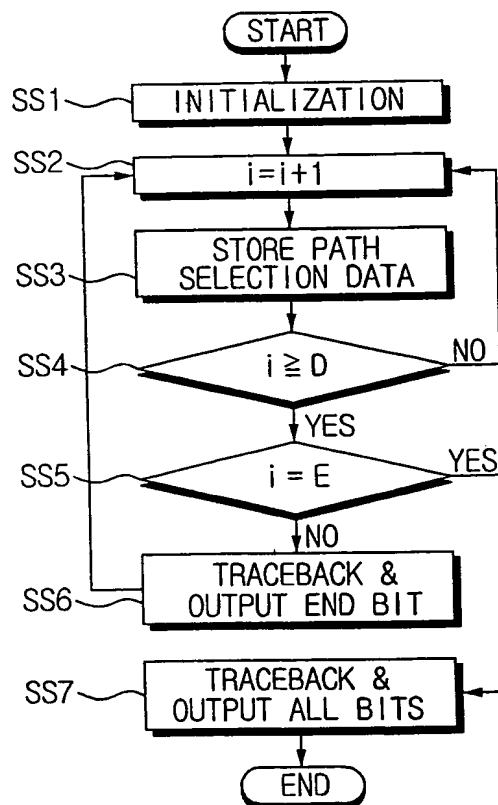 START
SS1
INITIALIZATION
SS2
i=i+1
SS3
STORE PATH
SELECTION DATA
SS4
i ≧ D
NO
YES
SS5
i = E
YES
NO
SS6
TRACEBACK &
OUTPUT END BIT
SS7
TRACEBACK &
OUTPUT ALL BITS
END